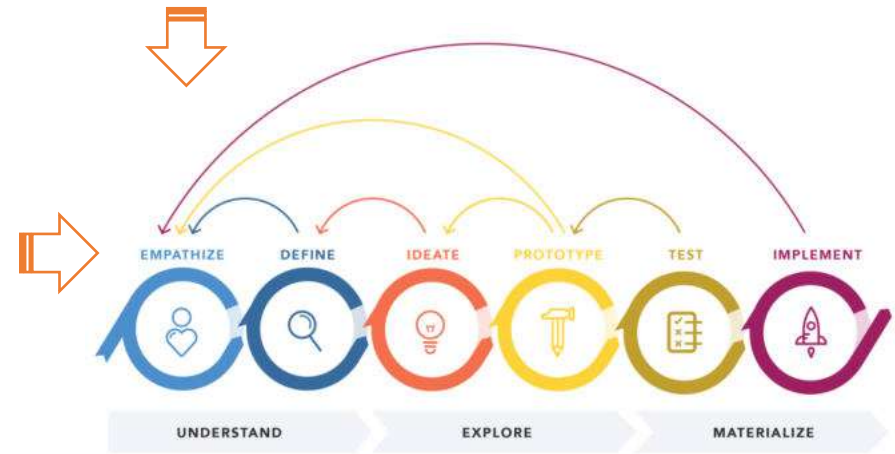 EMPATHIZE DEFINE IDEATE PROTOTYPE TEST IMPLEMENT
UNDERSTAND EXPLORE MATERIALIZE